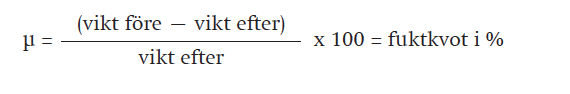 (vikt före — vikt efter)
µ = x 100 = fuktkvot i %
vikt efter